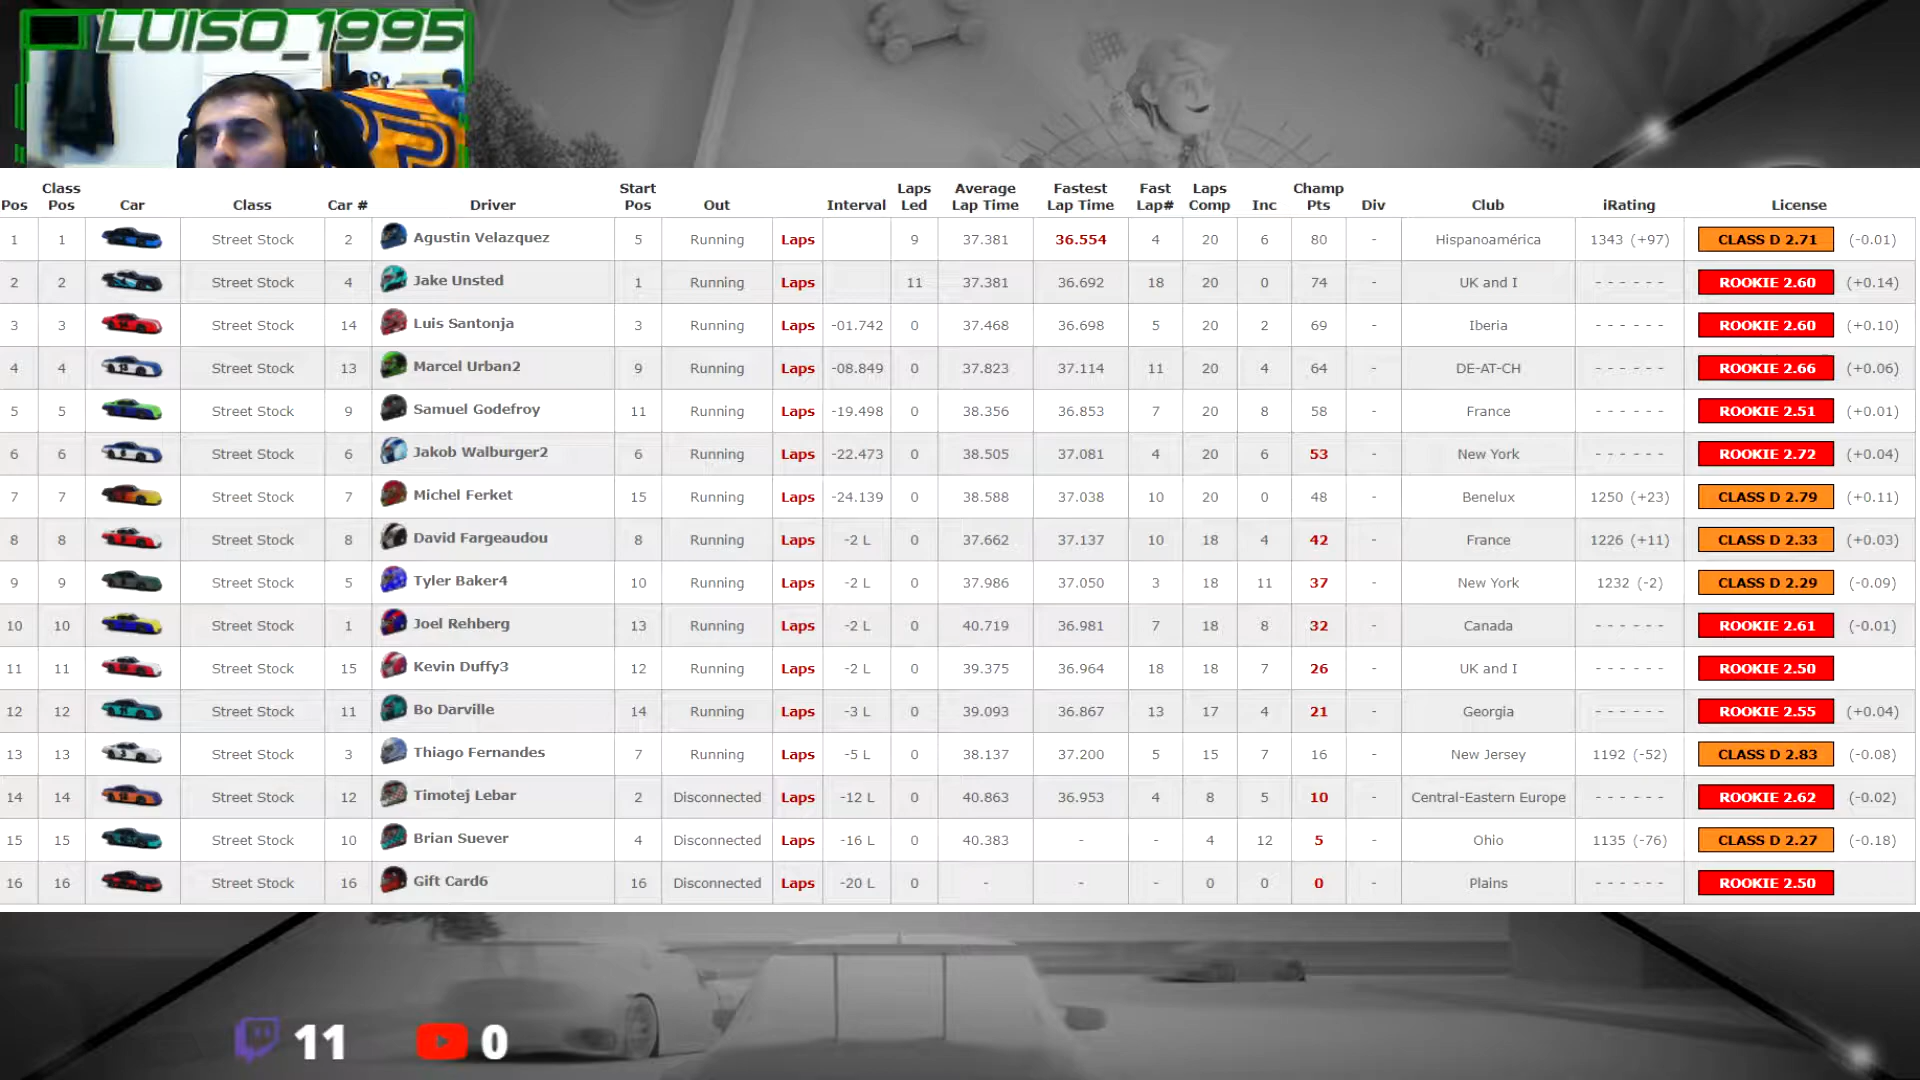 LUISO_1995
Pos Class Pos Car Class Car # Driver Start Pos Out Interval Laps Led Average Lap Time Fastest Lap Time Fast Lap# Laps Comp Inc Champ Pts Div Club iRating License
1 1 Street Stock 2 Agustin Velazquez 5 Running Laps 9 37.381 36.554 4 20 6 80 - Hispanoamérica 1343 (+97) CLASS D 2.71 (-0.01)
2 2 Street Stock 4 Jake Unsted 1 Running Laps 11 37.381 36.692 18 20 0 74 - UK and I - - - - - - ROOKIE 2.60 (+0.14)
3 3 Street Stock 14 Luis Santonja 3 Running Laps -01.742 0 37.468 36.698 5 20 2 69 - Iberia - - - - - - ROOKIE 2.60 (+0.10)
4 4 Street Stock 13 Marcel Urban2 9 Running Laps -08.849 0 37.823 37.114 11 20 4 64 - DE-AT-CH - - - - - - ROOKIE 2.66 (+0.06)
5 5 Street Stock 9 Samuel Godefroy 11 Running Laps -19.498 0 38.356 36.853 7 20 8 58 - France - - - - - - ROOKIE 2.51 (+0.01)
6 6 Street Stock 6 Jakob Walburger2 6 Running Laps -22.473 0 38.505 37.081 4 20 6 53 - New York - - - - - - ROOKIE 2.72 (+0.04)
7 7 Street Stock 7 Michel Ferket 15 Running Laps -24.139 0 38.588 37.038 10 20 0 48 - Benelux 1250 (+23) CLASS D 2.79 (+0.11)
8 8 Street Stock 8 David Fargeaudou 8 Running Laps -2 L 0 37.662 37.137 10 18 4 42 - France 1226 (+11) CLASS D 2.33 (+0.03)
9 9 Street Stock 5 Tyler Baker4 10 Running Laps -2 L 0 37.986 37.050 3 18 11 37 - New York 1232 (-2) CLASS D 2.29 (-0.09)
10 10 Street Stock 1 Joel Rehberg 13 Running Laps -2 L 0 40.719 36.981 7 18 8 32 - Canada - - - - - - ROOKIE 2.61 (-0.01)
11 11 Street Stock 15 Kevin Duffy3 12 Running Laps -2 L 0 39.375 36.964 18 18 7 26 - UK and I - - - - - - ROOKIE 2.50
12 12 Street Stock 11 Bo Darville 14 Running Laps -3 L 0 39.093 36.867 13 17 4 21 - Georgia - - - - - - ROOKIE 2.55 (+0.04)
13 13 Street Stock 3 Thiago Fernandes 7 Running Laps -5 L 0 38.137 37.200 5 15 7 16 - New Jersey 1192 (-52) CLASS D 2.83 (-0.08)
14 14 Street Stock 12 Timotej Lebar 2 Disconnected Laps -12 L 0 40.863 36.953 4 8 5 10 - Central-Eastern Europe - - - - - - ROOKIE 2.62 (-0.02)
15 15 Street Stock 10 Brian Suever 4 Disconnected Laps -16 L 0 40.383 - - 4 12 5 - Ohio 1135 (-76) CLASS D 2.27 (-0.18)
16 16 Street Stock 16 Gift Card6 16 Disconnected Laps -20 L 0 - - - 0 0 0 - Plains - - - - - - ROOKIE 2.50
11 0